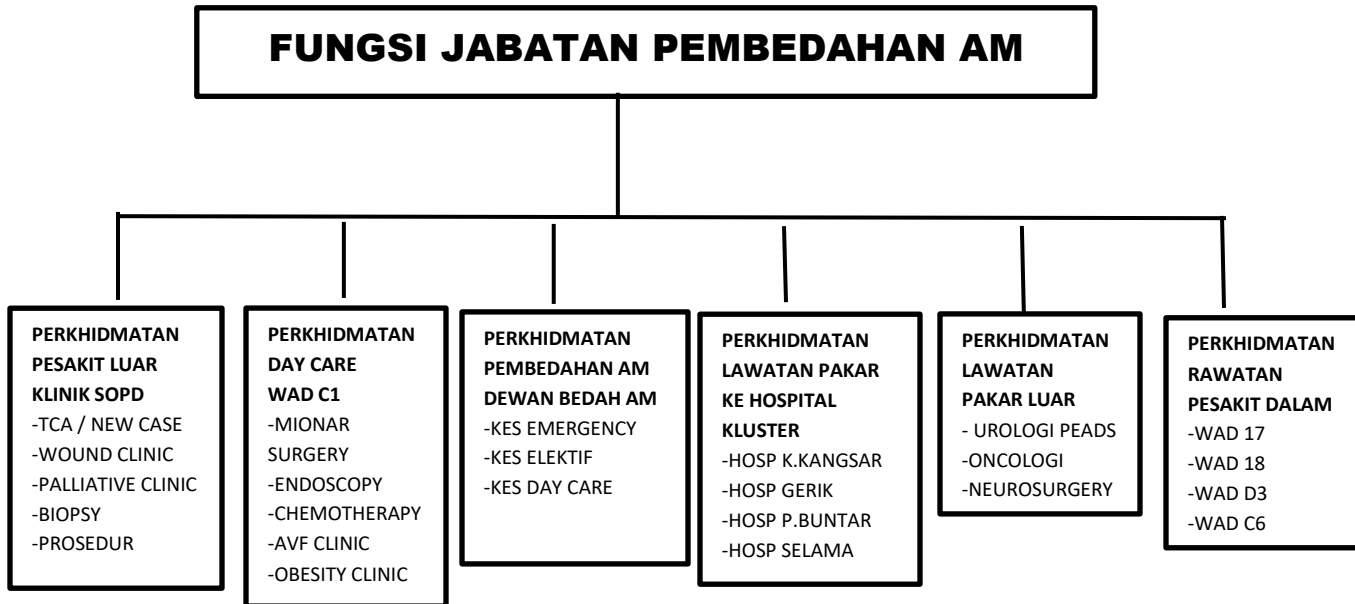 FUNGSI JABATAN PEMBEDAHAN AM
PERKHIDMATAN
PESAKIT LUAR
KLINIK SOPD
-TCA / NEW CASE
-WOUND CLINIC
-PALLIATIVE CLINIC
-BIOPSY
-PROSEDUR
PERKHIDMATAN
DAY CARE
WAD C1
-MIONAR
SURGERY
-ENDOSCOPY
-CHEMOTHERAPY
-AVF CLINIC
-OBESITY CLINIC
PERKHIDMATAN
PEMBEDAHAN AM
DEWAN BEDAH AM
-KES EMERGENCY
-KES ELEKTIF
-KES DAY CARE
PERKHIDMATAN
LAWATAN PAKAR
KE HOSPITAL
KLUSTER
-HOSP K.KANGSAR
-HOSP GERIK
-HOSP P.BUNTAR
-HOSP SELAMA
PERKHIDMATAN
LAWATAN
PAKAR LUAR
- UROLOGI PEADS
-ONCOLOGI
-NEUROSURGERY
PERKHIDMATAN
RAWATAN
PESAKIT DALAM
-WAD 17
-WAD 18
-WAD D3
-WAD C6